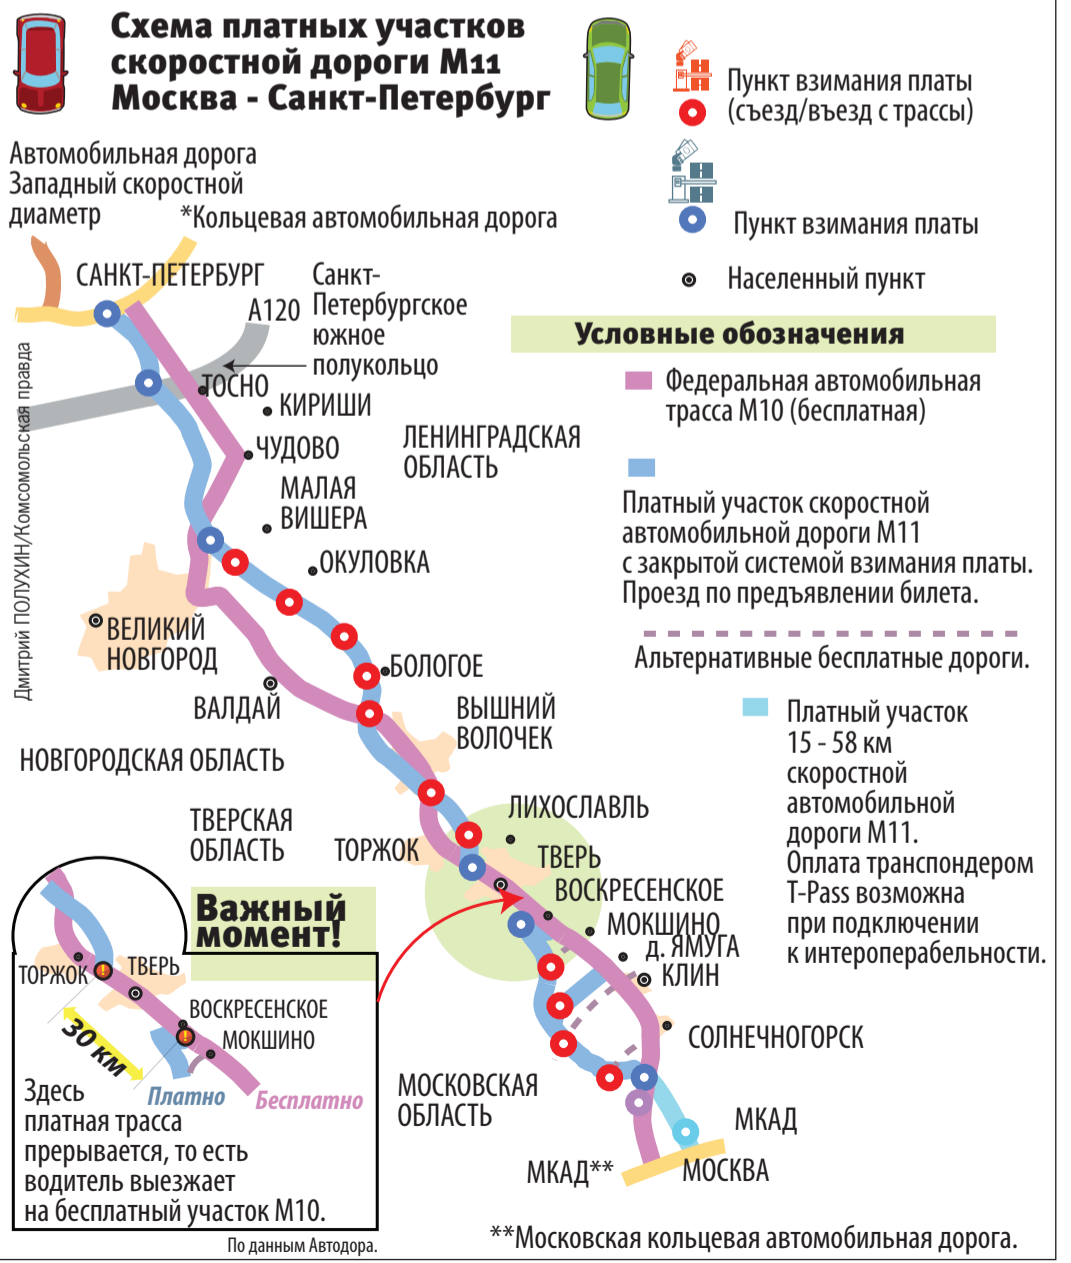 Схема платных участков
скоростной дороги М11
Москва - Санкт-Петербург
Пункт взимания платы
(съезд/въезд с трассы)
Пункт взимания платы
Населенный пункт
Условные обозначения
Федеральная автомобильная
трасса М10 (бесплатная)
Платный участок скоростной
автомобильной дороги М11
с закрытой системой взимания платы.
Проезд по предъявлении билета.
Альтернативные бесплатные дороги.
Платный участок
15 - 58 км
скоростной
автомобильной
дороги М11.
Оплата транспондером
T-Pass возможна
при подключении
к интероперабельности.
Автомобильная дорога
Западный скоростной
диаметр
*Кольцевая автомобильная дорога
САНКТ-ПЕТЕРБУРГ
А120
Санкт-
Петербургское
южное
полукольцо
ТОСНО
КИРИШИ
ЧУДОВО
ЛЕНИНГРАДСКАЯ
ОБЛАСТЬ
МАЛАЯ
ВИШЕРА
ОКУЛОВКА
ВЕЛИКИЙ
НОВГОРОД
БОЛОГОЕ
ВАЛДАЙ
ВЫШНИЙ
ВОЛОЧЕК
НОВГОРОДСКАЯ ОБЛАСТЬ
ТВЕРСКАЯ
ОБЛАСТЬ
ЛИХОСЛАВЛЬ
ТОРЖОК
ТВЕРЬ
ВОСКРЕСЕНСКОЕ
МОКШИНО
д. ЯМУГА
КЛИН
СОЛНЕЧНОГОРСК
МОСКОВСКАЯ
ОБЛАСТЬ
МКАД
МКАД**
МОСКВА
Важный
момент!
ТОРЖОК
ТВЕРЬ
ВОСКРЕСЕНСКОЕ
МОКШИНО
30 км
Платно
Бесплатно
Здесь
платная трасса
прерывается, то есть
водитель выезжает
на бесплатный участок М10.
По данным Автодора.
**Московская кольцевая автомобильная дорога.
Дмитрий ПОЛУХИН/Комсомольская правда